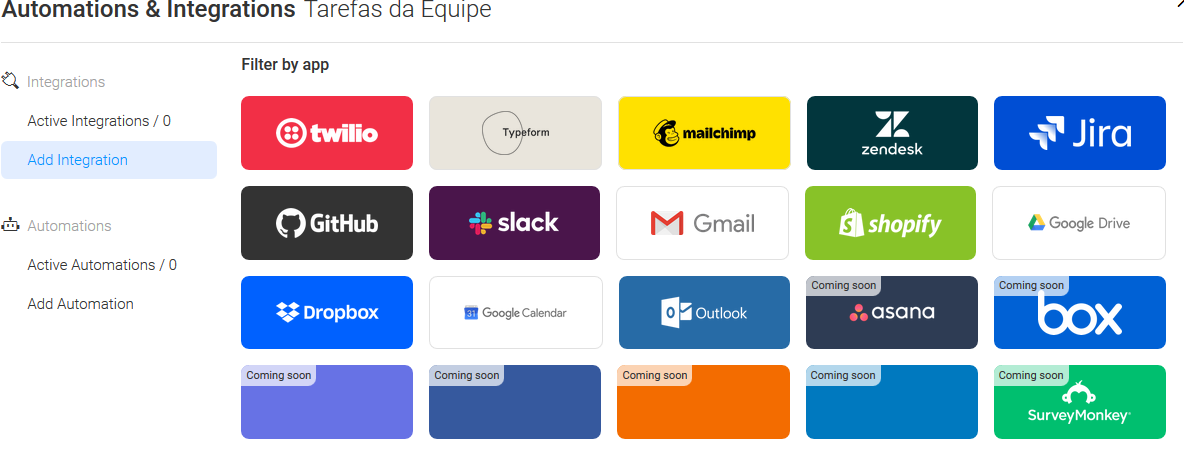 Automations & Integrations Tarefas da Equipe
Filter by app
Integrations
Active Integrations / 0
Add Integration
Automations
Active Automations / 0
Add Automation
twilio
Typeform
mailchimp
zendesk
Jira
GitHub
slack
Gmail
shopify
Google Drive
Dropbox
31 Google Calendar
Outlook
Coming soon
asana
Coming soon
box
Coming soon
Coming soon
Coming soon
Coming soon
Coming soon
SurveyMonkey